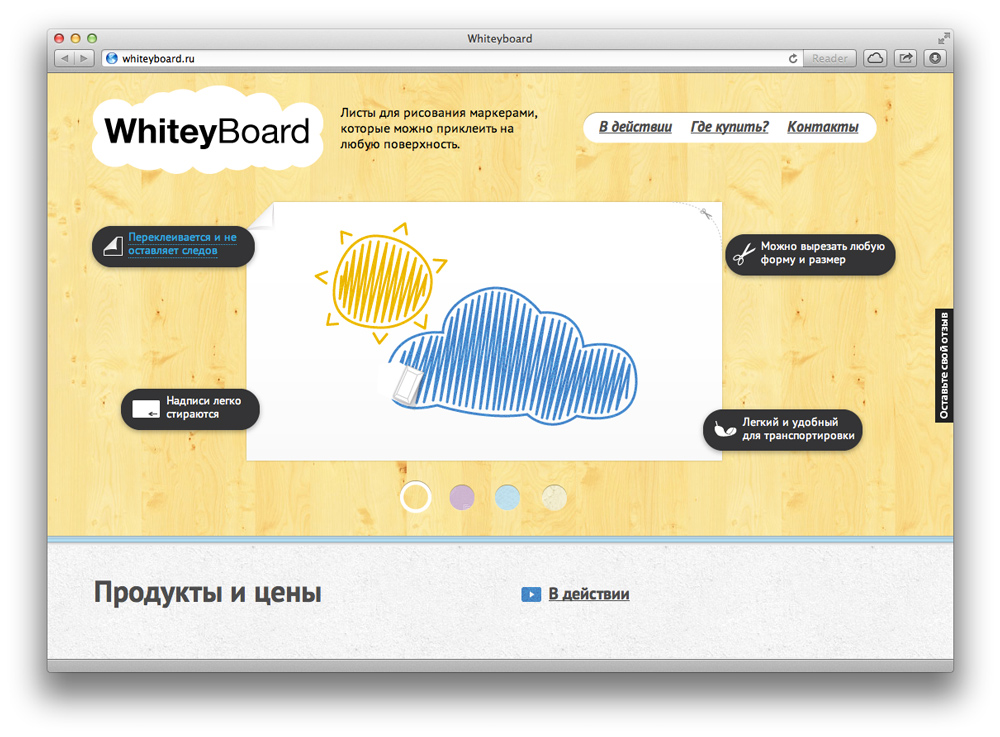 Whiteyboard
whiteyboard.ru
Reader
WhiteyBoard
Листы для рисования маркерами,
которые можно приклеить на
любую поверхность.
В действии Где купить? Контакты
Переклеивается и не
оставляет следов
Можно вырезать любую
форму и размер
Оставьте свой отзыв
Надписи легко
стираются
Легкий и удобный
для транспортировки
Продукты и цены
В действии